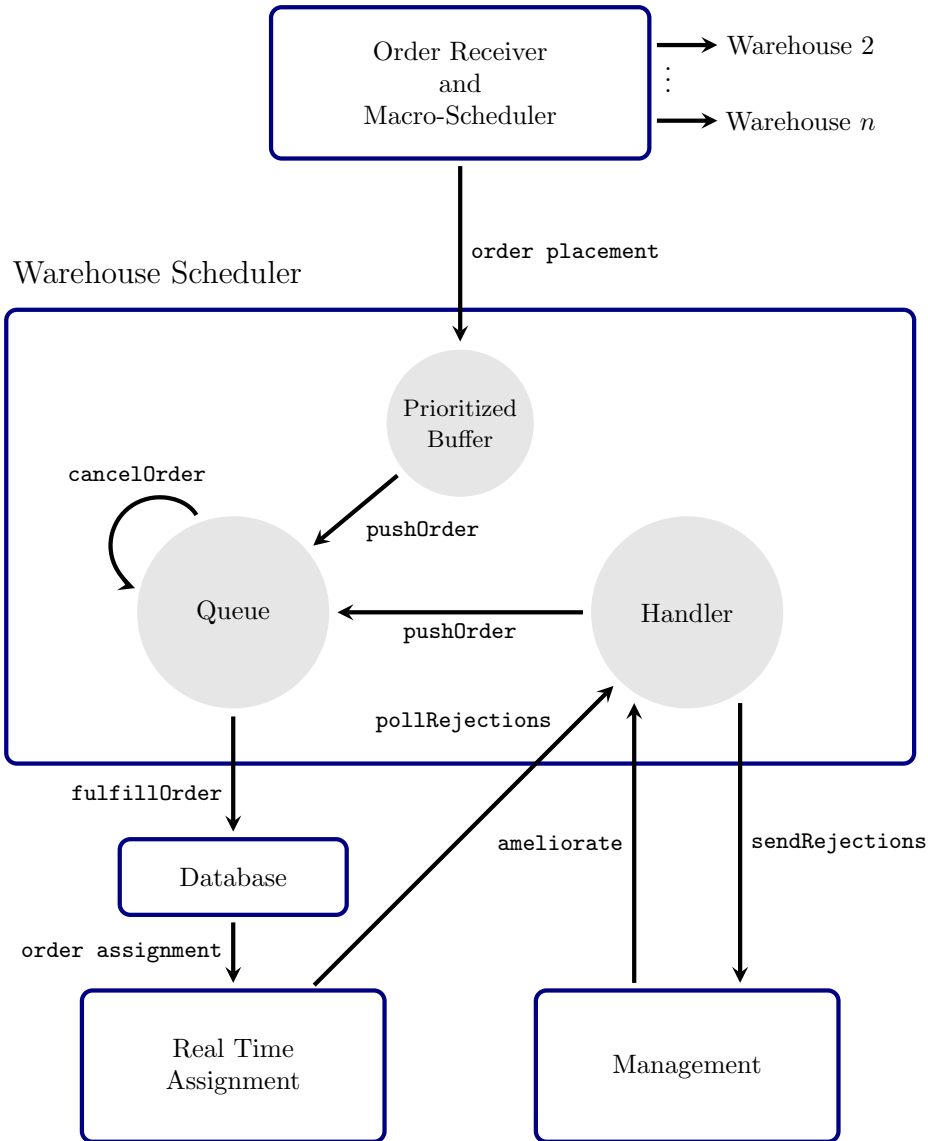 Order Receiver
and
Macro-Scheduler
Warehouse 2
⋮
Warehouse n
order placement
Warehouse Scheduler
Prioritized
Buffer
cancelOrder
pushOrder
Queue
Handler
pushOrder
pollRejections
fulfillOrder
ameliorate
sendRejections
Database
order assignment
Real Time
Assignment
Management